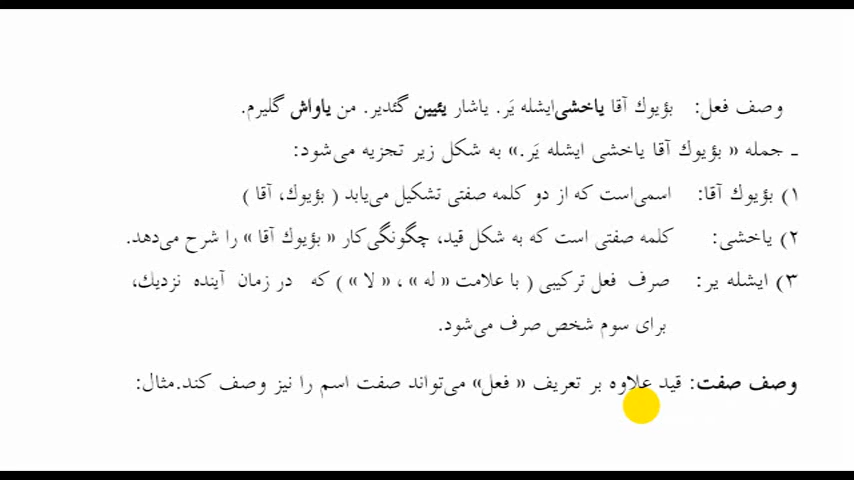 وصف فعل: بؤیوك آقا یاخشی‌ایشله یَر. یاشار یئیین گئدیر. من یاواش گلیرم.
ـ جمله « بؤیوك آقا یاخشی ایشله یَر.» به شکل زیر تجزیه می‌شود:
۱) بؤیوك آقا: اسمی‌است که از دو کلمه صفتی تشکیل می‌یابد ( بؤیوك، آقا )
۲) یاخشی: کلمه صفتی است که به شکل قید، چگونگی‌کار « بؤیوك آقا » را شرح می‌دهد.
۳) ایشله یر: صرف فعل ترکیبی ( با علامت « له » ، « لا » ) که در زمان آینده نزدیك،
برای سوم شخص صرف می‌شود.
وصف صفت: قید علاوه بر تعریف « فعل» می‌تواند صفت اسم را نیز وصف کند.مثال: